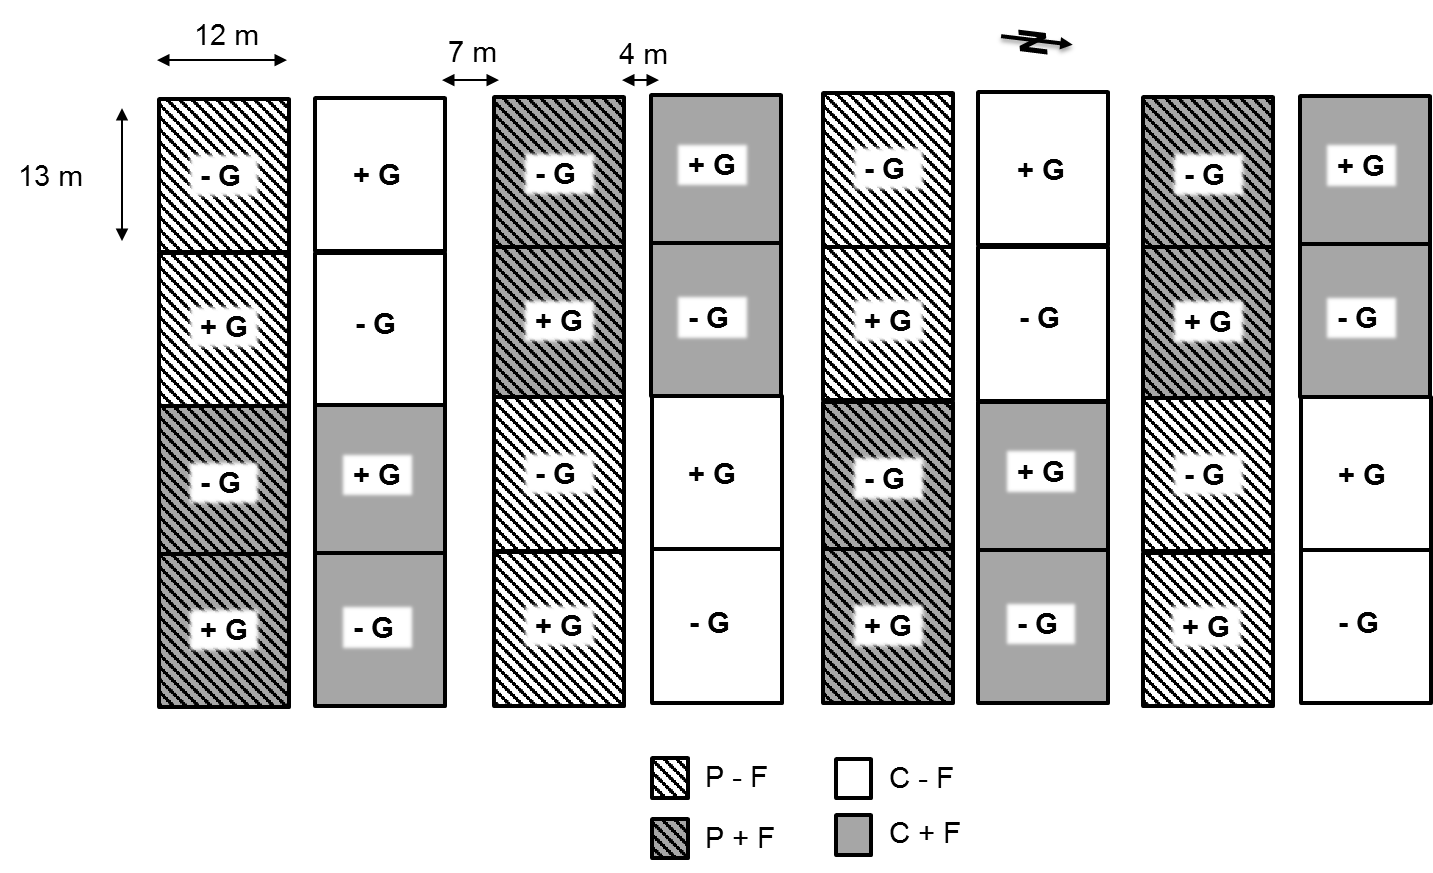 12 m
7 m
4 m
N
13 m
- G + G - G + G - G + G - G + G
+ G - G + G - G + G - G + G - G
- G + G - G + G - G + G - G + G
+ G - G + G - G + G - G + G - G
P - F C - F
P + F C + F